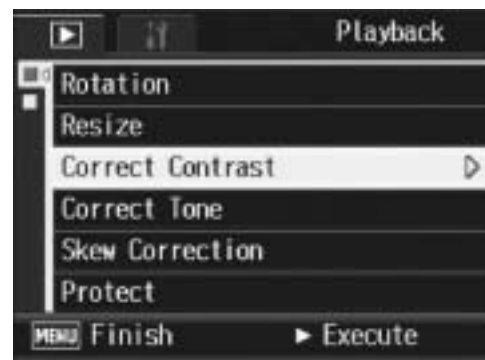 Playback
Rotation
Resize
Correct Contrast
Correct Tone
Skew Correction
Protect
MENU Finish ► Execute